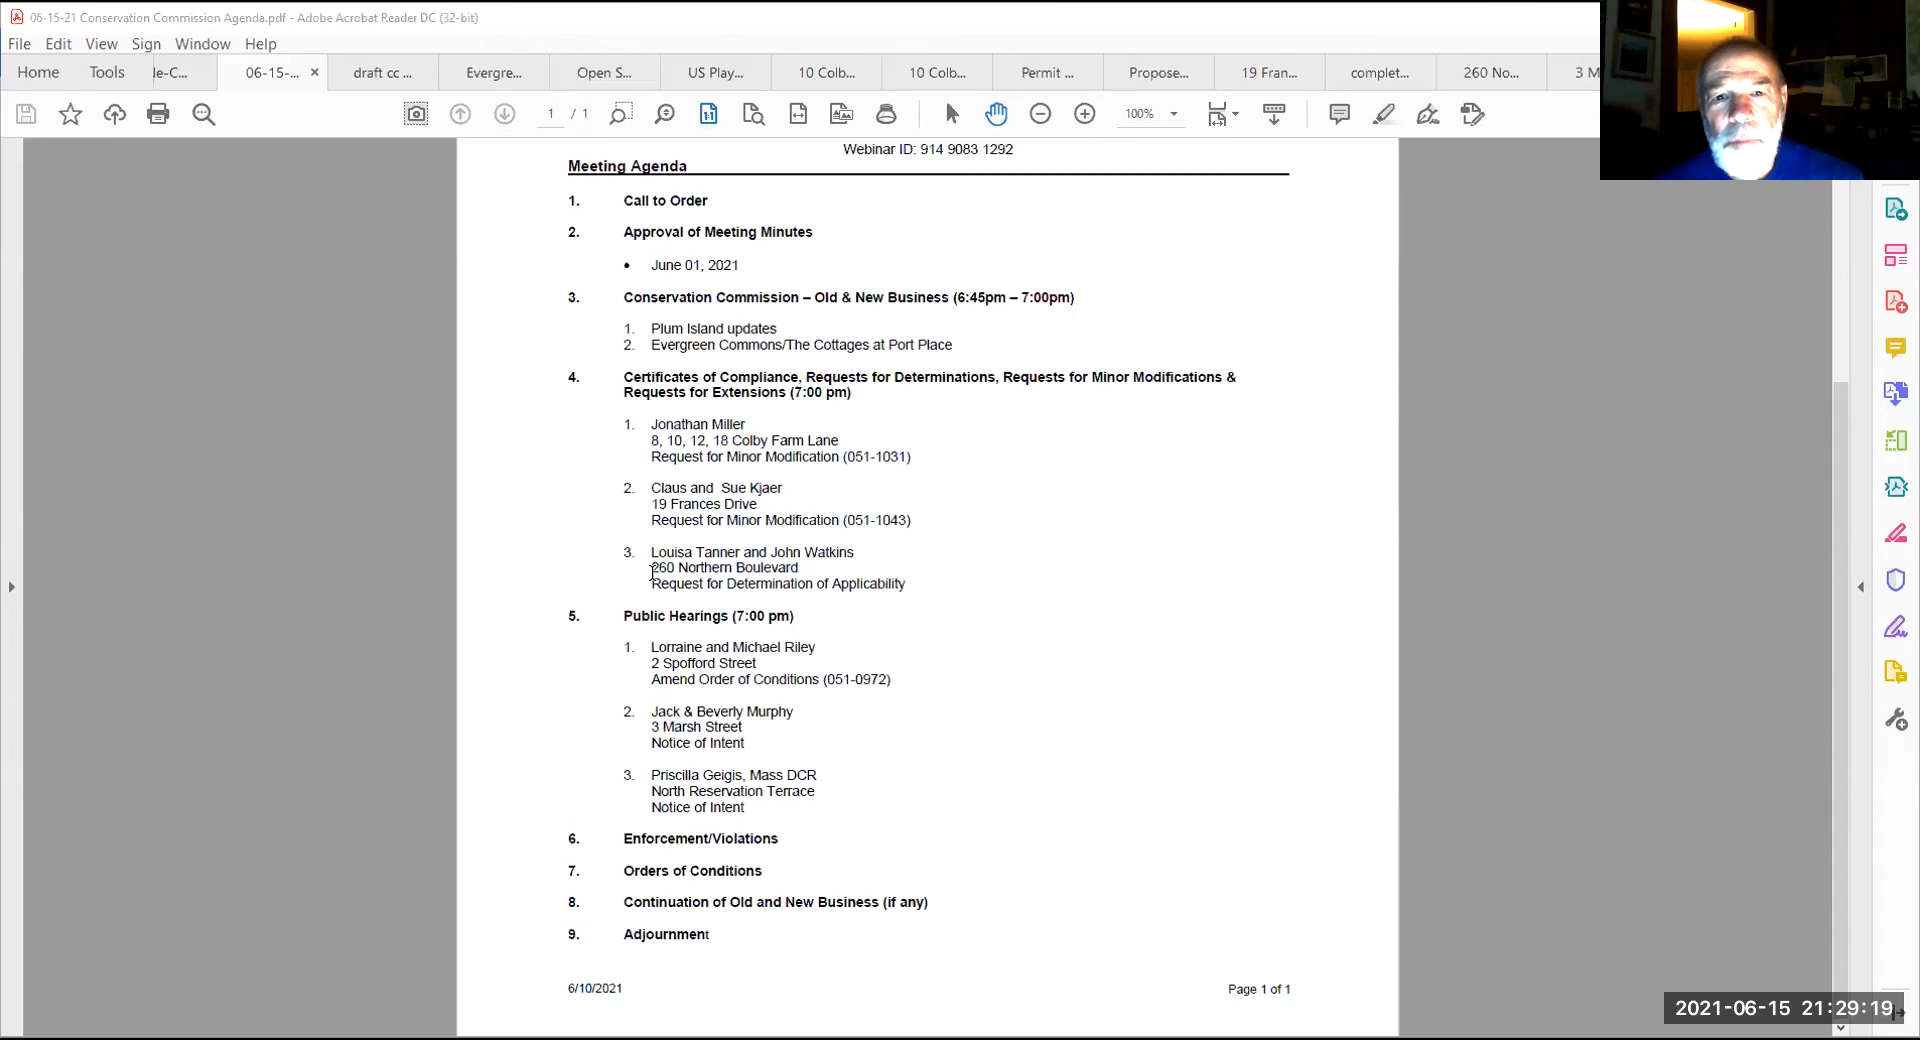 06-15-21 Conservation Commission Agenda.pdf - Adobe Acrobat Reader DC (32-bit)
File Edit View Sign Window Help
Home Tools le-C... 06-15-... × draft cc ... Evergre... Open S... US Play... 10 Colb... 10 Colb... Permit ... Propose... 19 Fran... complet... 260 No... 3 M
1 / 1 100%
Webinar ID: 914 9083 1292
Meeting Agenda
1. Call to Order
2. Approval of Meeting Minutes
• June 01, 2021
3. Conservation Commission – Old & New Business (6:45pm – 7:00pm)
1. Plum Island updates
2. Evergreen Commons/The Cottages at Port Place
4. Certificates of Compliance, Requests for Determinations, Requests for Minor Modifications &
Requests for Extensions (7:00 pm)
1. Jonathan Miller
8, 10, 12, 18 Colby Farm Lane
Request for Minor Modification (051-1031)
2. Claus and Sue Kjaer
19 Frances Drive
Request for Minor Modification (051-1043)
3. Louisa Tanner and John Watkins
260 Northern Boulevard
Request for Determination of Applicability
5. Public Hearings (7:00 pm)
1. Lorraine and Michael Riley
2 Spofford Street
Amend Order of Conditions (051-0972)
2. Jack & Beverly Murphy
3 Marsh Street
Notice of Intent
3. Priscilla Geigis, Mass DCR
North Reservation Terrace
Notice of Intent
6. Enforcement/Violations
7. Orders of Conditions
8. Continuation of Old and New Business (if any)
9. Adjournment
6/10/2021 Page 1 of 1
2021-06-15 21:29:19